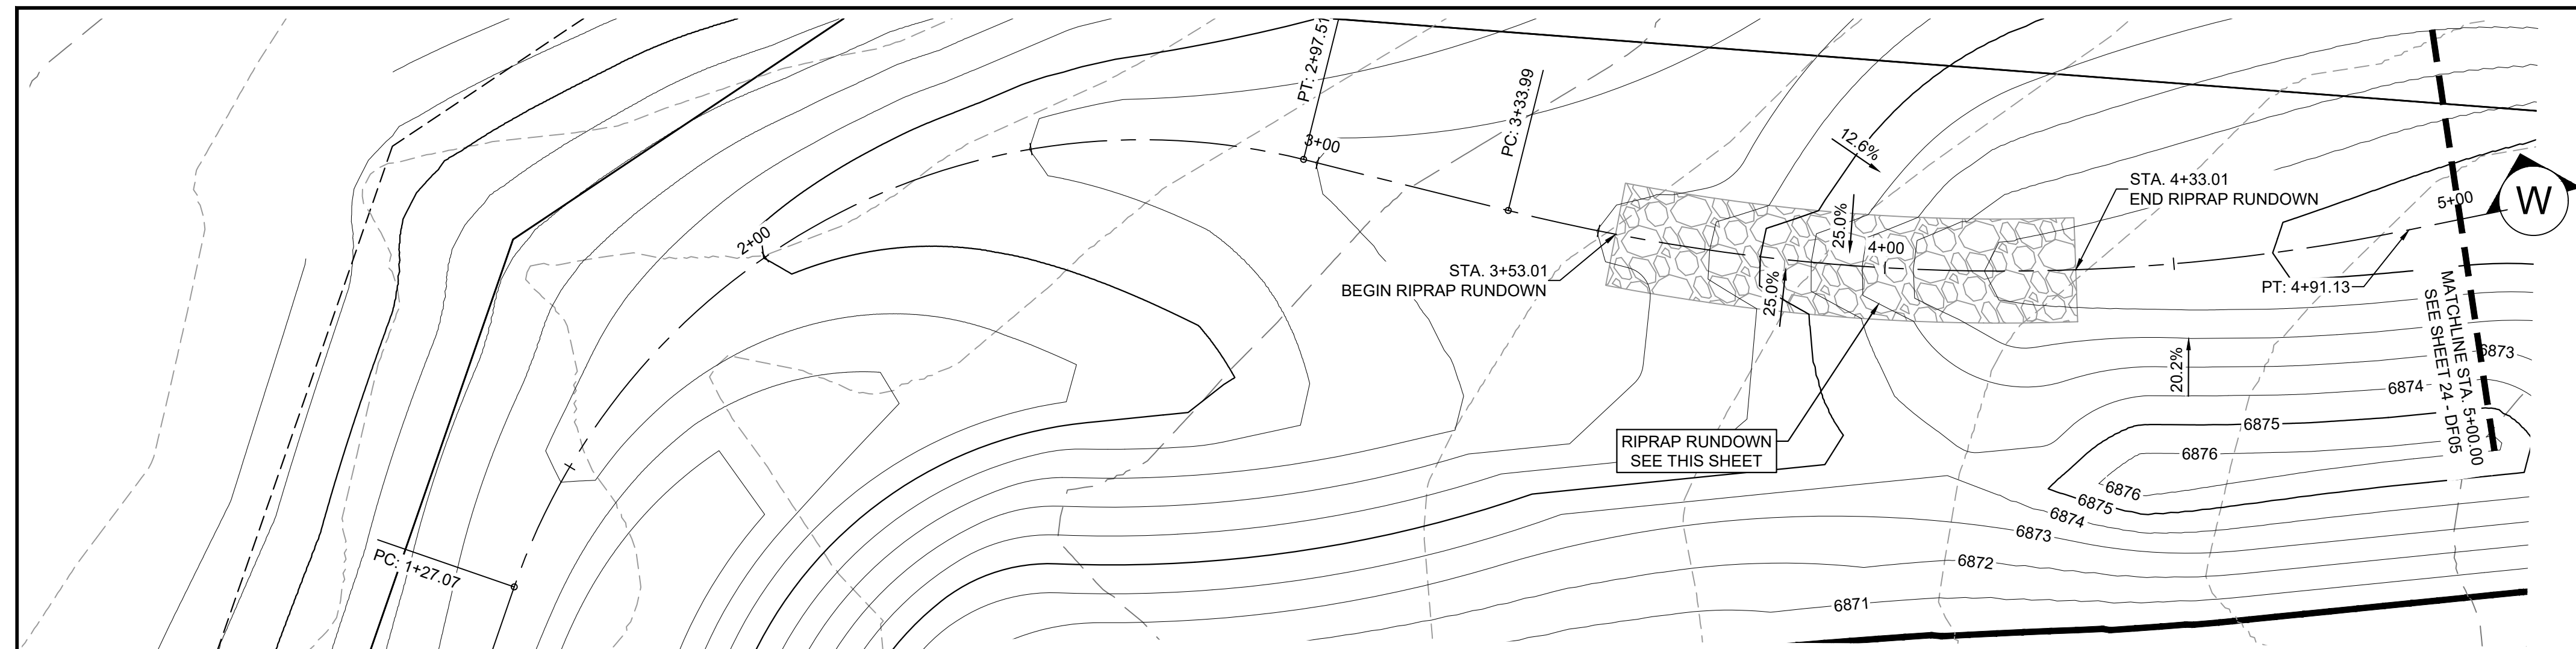 PT: 2+97.51
PC: 3+33.99
3+00
12.6%
STA. 4+33.01
END RIPRAP RUNDOWN
5+00
W
2+00
25.0%
4+00
STA. 3+53.01
BEGIN RIPRAP RUNDOWN
25.0%
PT: 4+91.13
MATCHLINE STA. 5+00.00
SEE SHEET 24 - DF05
6873
20.2%
6874
6875
RIPRAP RUNDOWN
SEE THIS SHEET
6876
6876
6875
6874
6873
PC: 1+27.07
6872
6871